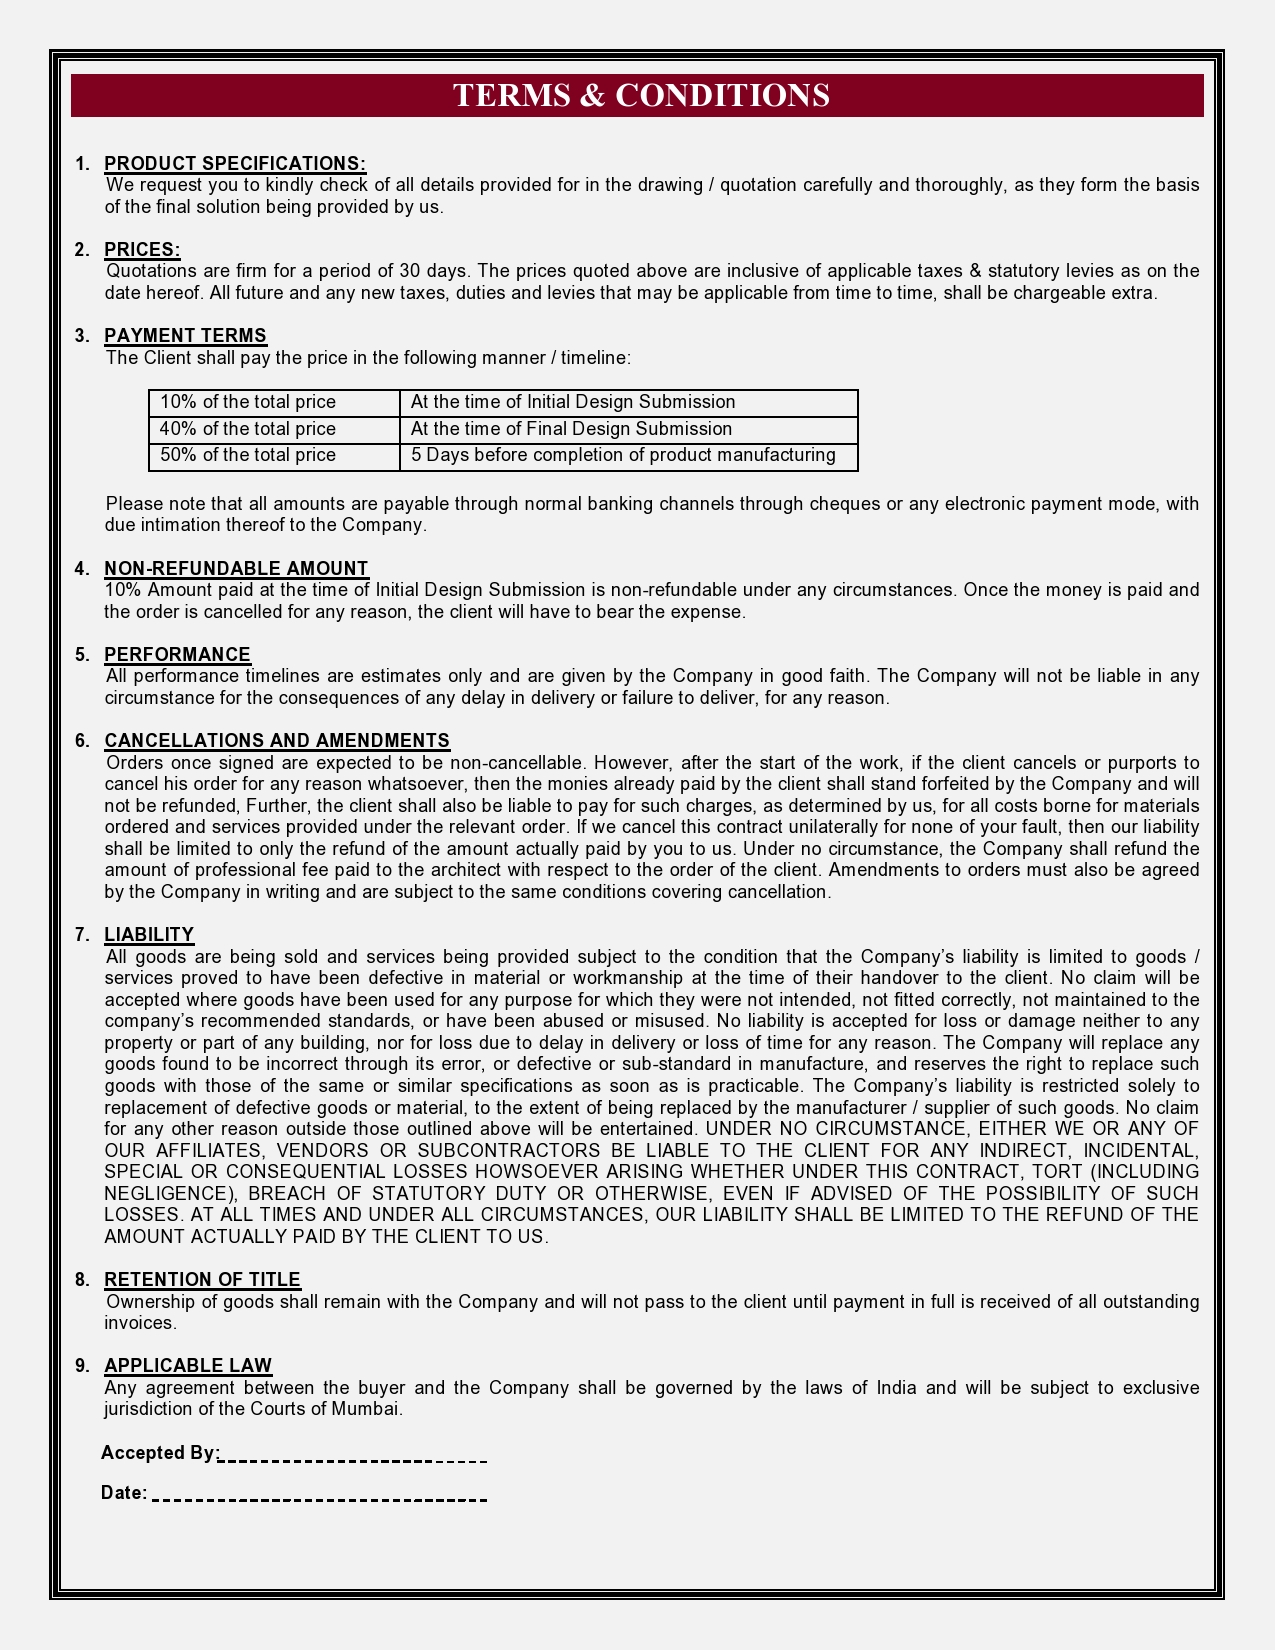 TERMS & CONDITIONS
1. PRODUCT SPECIFICATIONS:
We request you to kindly check of all details provided for in the drawing / quotation carefully and thoroughly, as they form the basis
of the final solution being provided by us.
2. PRICES:
Quotations are firm for a period of 30 days. The prices quoted above are inclusive of applicable taxes & statutory levies as on the
date hereof. All future and any new taxes, duties and levies that may be applicable from time to time, shall be chargeable extra.
3. PAYMENT TERMS
The Client shall pay the price in the following manner / timeline:
10% of the total price At the time of Initial Design Submission
40% of the total price At the time of Final Design Submission
50% of the total price 5 Days before completion of product manufacturing
Please note that all amounts are payable through normal banking channels through cheques or any electronic payment mode, with
due intimation thereof to the Company.
4. NON-REFUNDABLE AMOUNT
10% Amount paid at the time of Initial Design Submission is non-refundable under any circumstances. Once the money is paid and
the order is cancelled for any reason, the client will have to bear the expense.
5. PERFORMANCE
All performance timelines are estimates only and are given by the Company in good faith. The Company will not be liable in any
circumstance for the consequences of any delay in delivery or failure to deliver, for any reason.
6. CANCELLATIONS AND AMENDMENTS
Orders once signed are expected to be non-cancellable. However, after the start of the work, if the client cancels or purports to
cancel his order for any reason whatsoever, then the monies already paid by the client shall stand forfeited by the Company and will
not be refunded, Further, the client shall also be liable to pay for such charges, as determined by us, for all costs borne for materials
ordered and services provided under the relevant order. If we cancel this contract unilaterally for none of your fault, then our liability
shall be limited to only the refund of the amount actually paid by you to us. Under no circumstance, the Company shall refund the
amount of professional fee paid to the architect with respect to the order of the client. Amendments to orders must also be agreed
by the Company in writing and are subject to the same conditions covering cancellation.
7. LIABILITY
All goods are being sold and services being provided subject to the condition that the Company’s liability is limited to goods /
services proved to have been defective in material or workmanship at the time of their handover to the client. No claim will be
accepted where goods have been used for any purpose for which they were not intended, not fitted correctly, not maintained to the
company’s recommended standards, or have been abused or misused. No liability is accepted for loss or damage neither to any
property or part of any building, nor for loss due to delay in delivery or loss of time for any reason. The Company will replace any
goods found to be incorrect through its error, or defective or sub-standard in manufacture, and reserves the right to replace such
goods with those of the same or similar specifications as soon as is practicable. The Company’s liability is restricted solely to
replacement of defective goods or material, to the extent of being replaced by the manufacturer / supplier of such goods. No claim
for any other reason outside those outlined above will be entertained. UNDER NO CIRCUMSTANCE, EITHER WE OR ANY OF
OUR AFFILIATES, VENDORS OR SUBCONTRACTORS BE LIABLE TO THE CLIENT FOR ANY INDIRECT, INCIDENTAL,
SPECIAL OR CONSEQUENTIAL LOSSES HOWSOEVER ARISING WHETHER UNDER THIS CONTRACT, TORT (INCLUDING
NEGLIGENCE), BREACH OF STATUTORY DUTY OR OTHERWISE, EVEN IF ADVISED OF THE POSSIBILITY OF SUCH
LOSSES. AT ALL TIMES AND UNDER ALL CIRCUMSTANCES, OUR LIABILITY SHALL BE LIMITED TO THE REFUND OF THE
AMOUNT ACTUALLY PAID BY THE CLIENT TO US.
8. RETENTION OF TITLE
Ownership of goods shall remain with the Company and will not pass to the client until payment in full is received of all outstanding
invoices.
9. APPLICABLE LAW
Any agreement between the buyer and the Company shall be governed by the laws of India and will be subject to exclusive
jurisdiction of the Courts of Mumbai.
Accepted By:
Date: